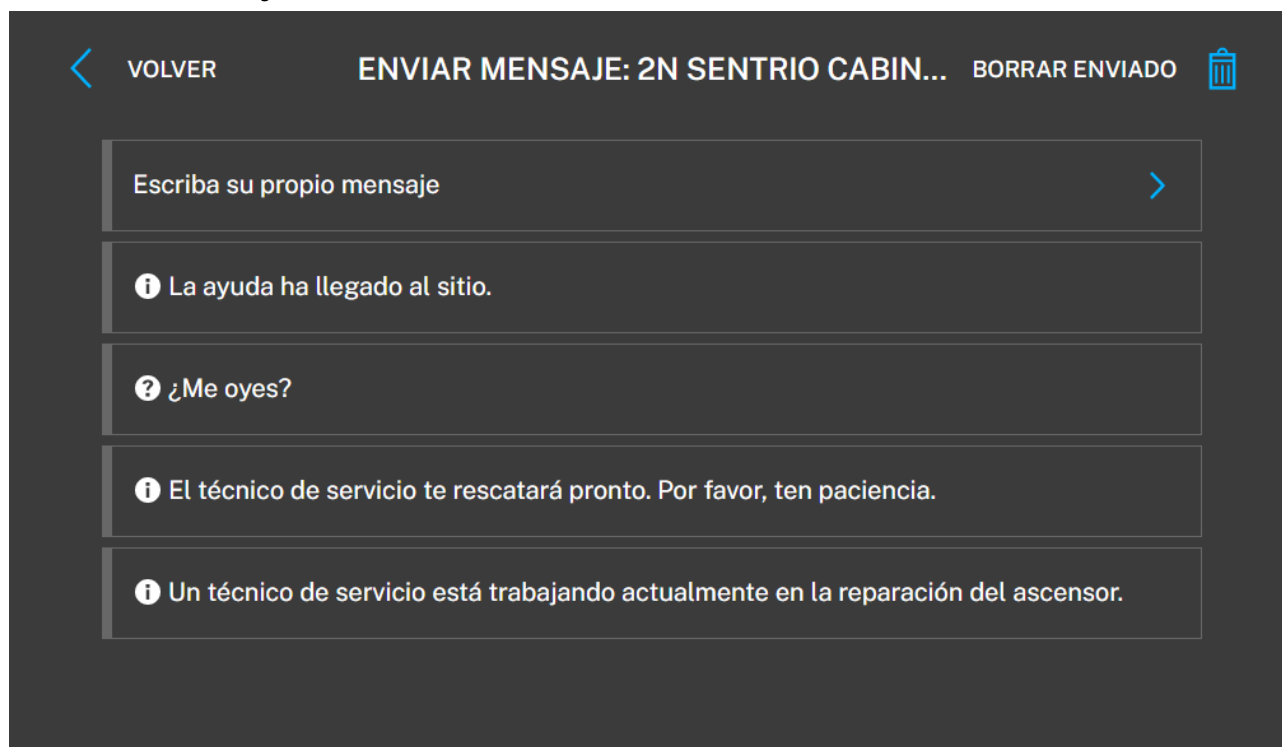 VOLVER ENVIAR MENSAJE: 2N SENTRIO CABIN... BORRAR ENVIADO
Escriba su propio mensaje
La ayuda ha llegado al sitio.
¿Me oyes?
El técnico de servicio te rescatará pronto. Por favor, ten paciencia.
Un técnico de servicio está trabajando actualmente en la reparación del ascensor.